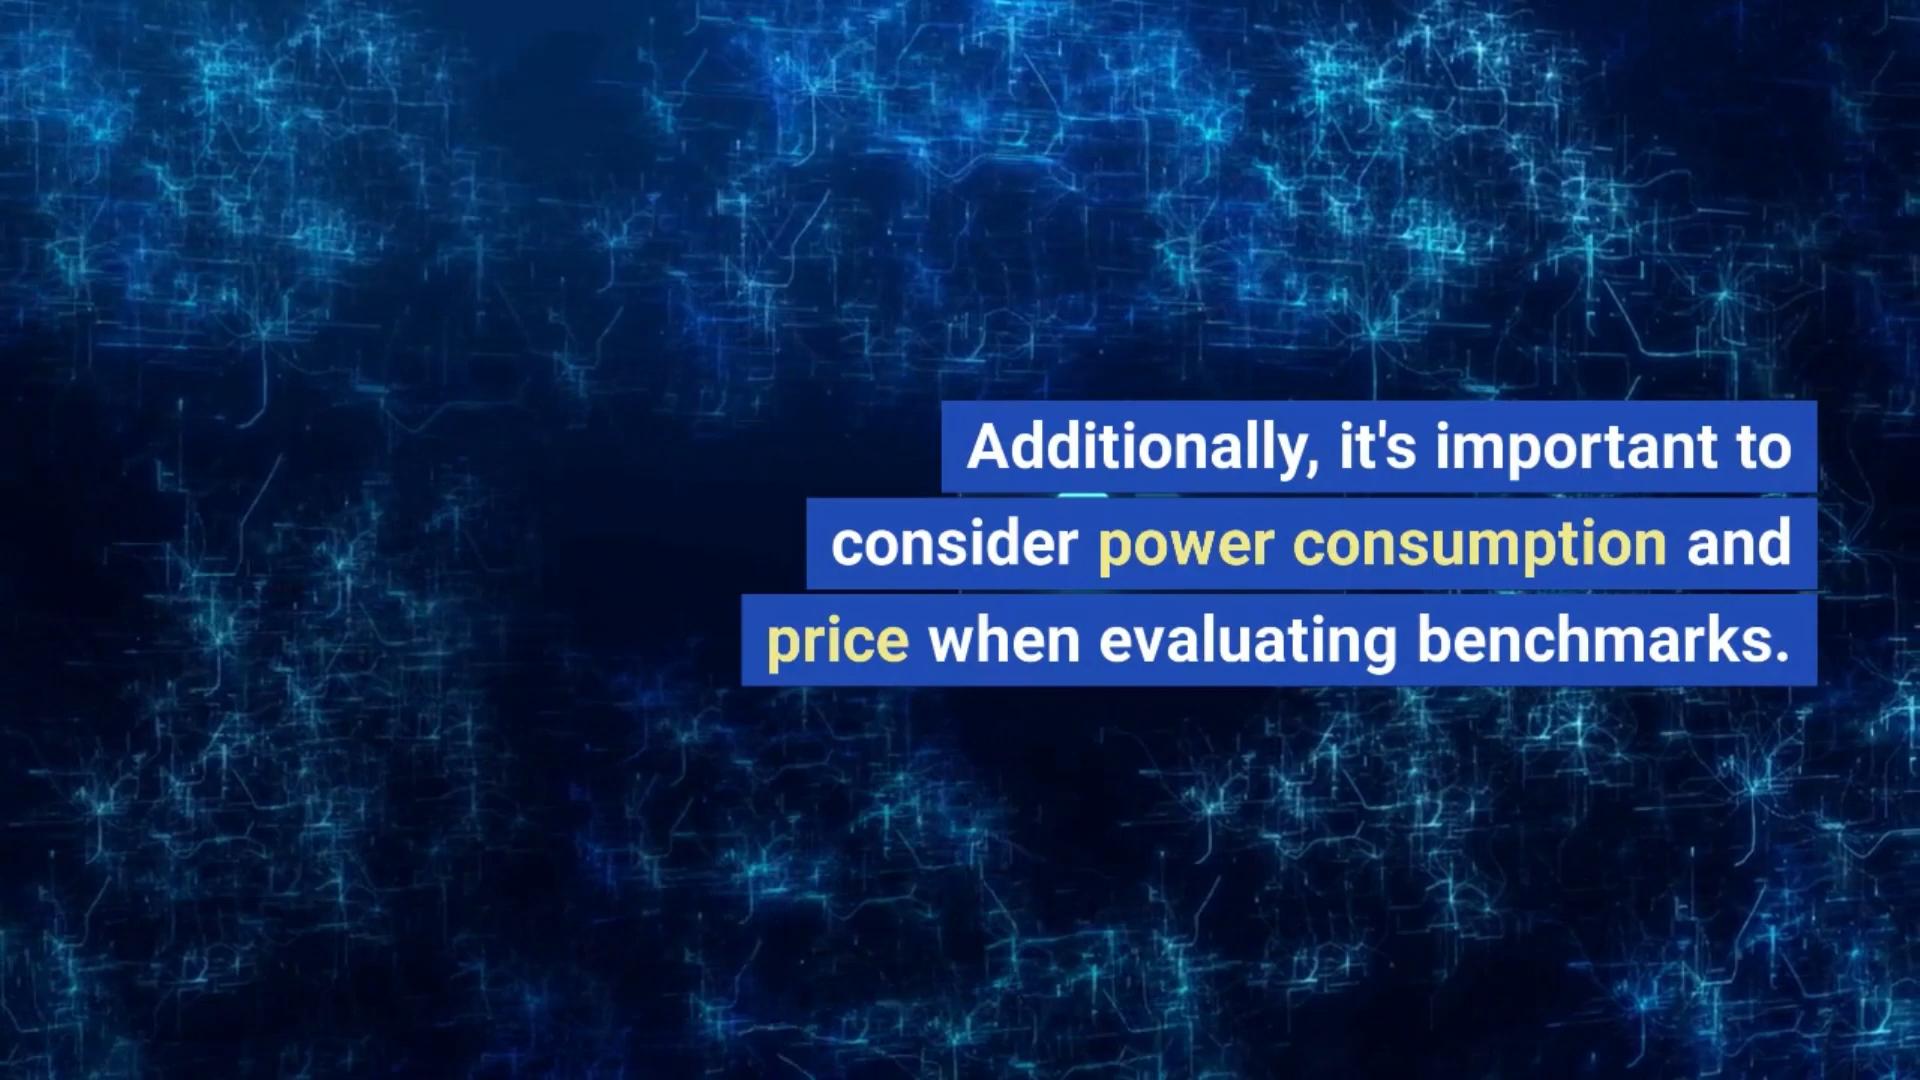 Additionally, it's important to
consider power consumption and
price when evaluating benchmarks.